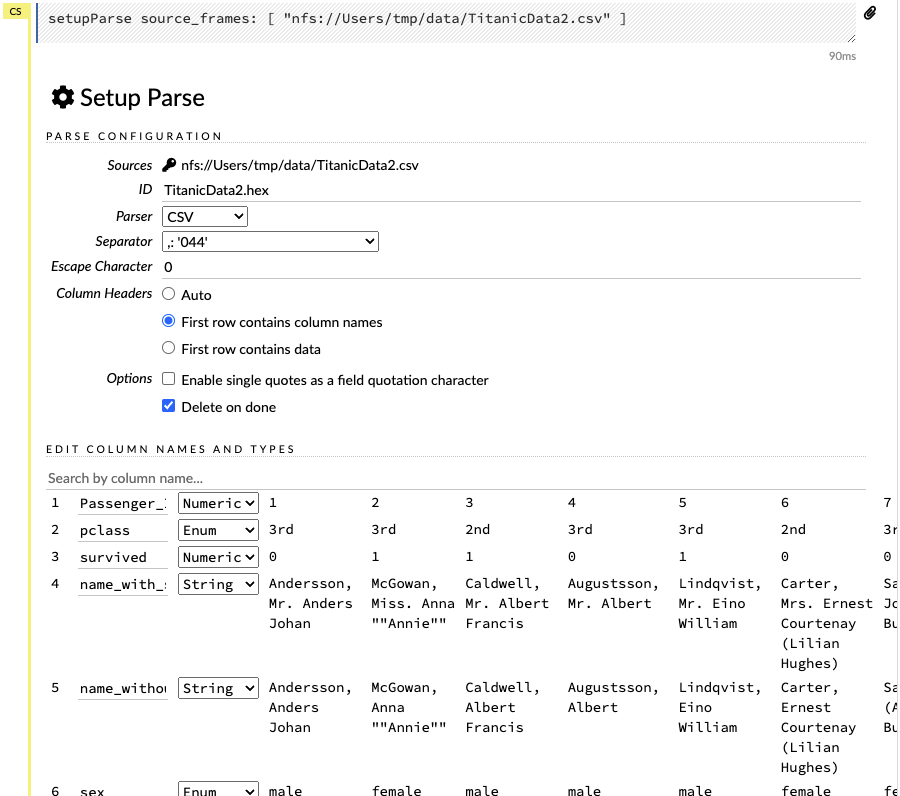 CS
setupParse source_frames: [ "nfs://Users/tmp/data/TitanicData2.csv" ]
90ms
Setup Parse
PARSE CONFIGURATION
Sources nfs://Users/tmp/data/TitanicData2.csv
ID TitanicData2.hex
Parser CSV
Separator ,: '044'
Escape Character 0
Column Headers Auto
First row contains column names
First row contains data
Options Enable single quotes as a field quotation character
Delete on done
EDIT COLUMN NAMES AND TYPES
Search by column name...
1 Passenger_ Numeric 1 2 3 4 5 6 7
2 pclass Enum 3rd 3rd 2nd 3rd 3rd 2nd 3r
3 survived Numeric 0 1 1 0 1 0 0
4 name_with_ String Andersson, McGowan, Caldwell, Augustsson, Lindqvist, Carter, Sa
Mr. Anders Miss. Anna Mr. Albert Mr. Albert Mr. Eino Mrs. Ernest Jo
Johan ""Annie"" Francis William Courtenay Bu
(Lilian
Hughes)
5 name_withou String Andersson, McGowan, Caldwell, Augustsson, Lindqvist, Carter, Sa
Anders Anna Albert Albert Eino Ernest (A
Johan ""Annie"" Francis William Courtenay Bu
(Lilian
Hughes)
6 sex Enum male female male male male female fe